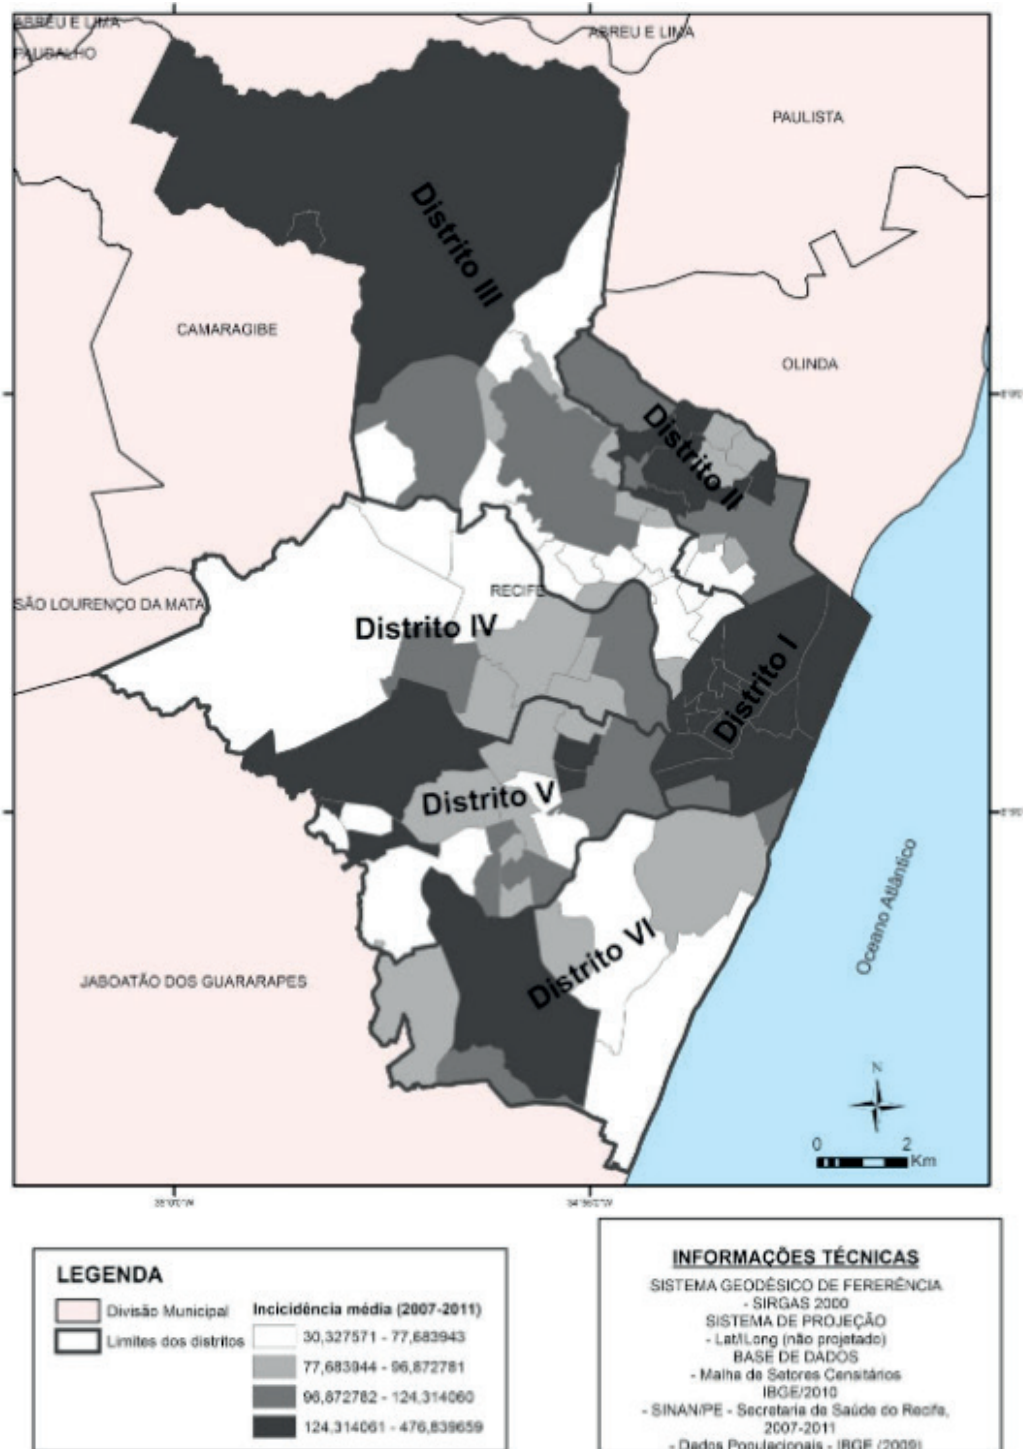 ABREU E LIMA
ABREU E LIMA
PAUDALHO
PAULISTA
Distrito III
CAMARAGIBE
OLINDA
Distrito II
SÃO LOURENÇO DA MATA
RECIFE
Distrito IV
Distrito I
Distrito V
Oceano Atlântico
Distrito VI
JABOATÃO DOS GUARARAPES
N
0 2
Km
LEGENDA
Divisão Municipal
Limites dos distritos
Incicidência média (2007-2011)
30,327571 - 77,683943
77,683944 - 96,872781
96,872782 - 124,314060
124,314061 - 476,839659
INFORMAÇÕES TÉCNICAS
SISTEMA GEODÉSICO DE FERERÊNCIA
- SIRGAS 2000
SISTEMA DE PROJEÇÃO
- Lat/Long (não projetado)
BASE DE DADOS
- Malha de Setores Censitários
IBGE/2010
- SINAN/PE - Secretaria de Saúde do Recife,
2007-2011
- Dados Populacionais - IBGE (2009)